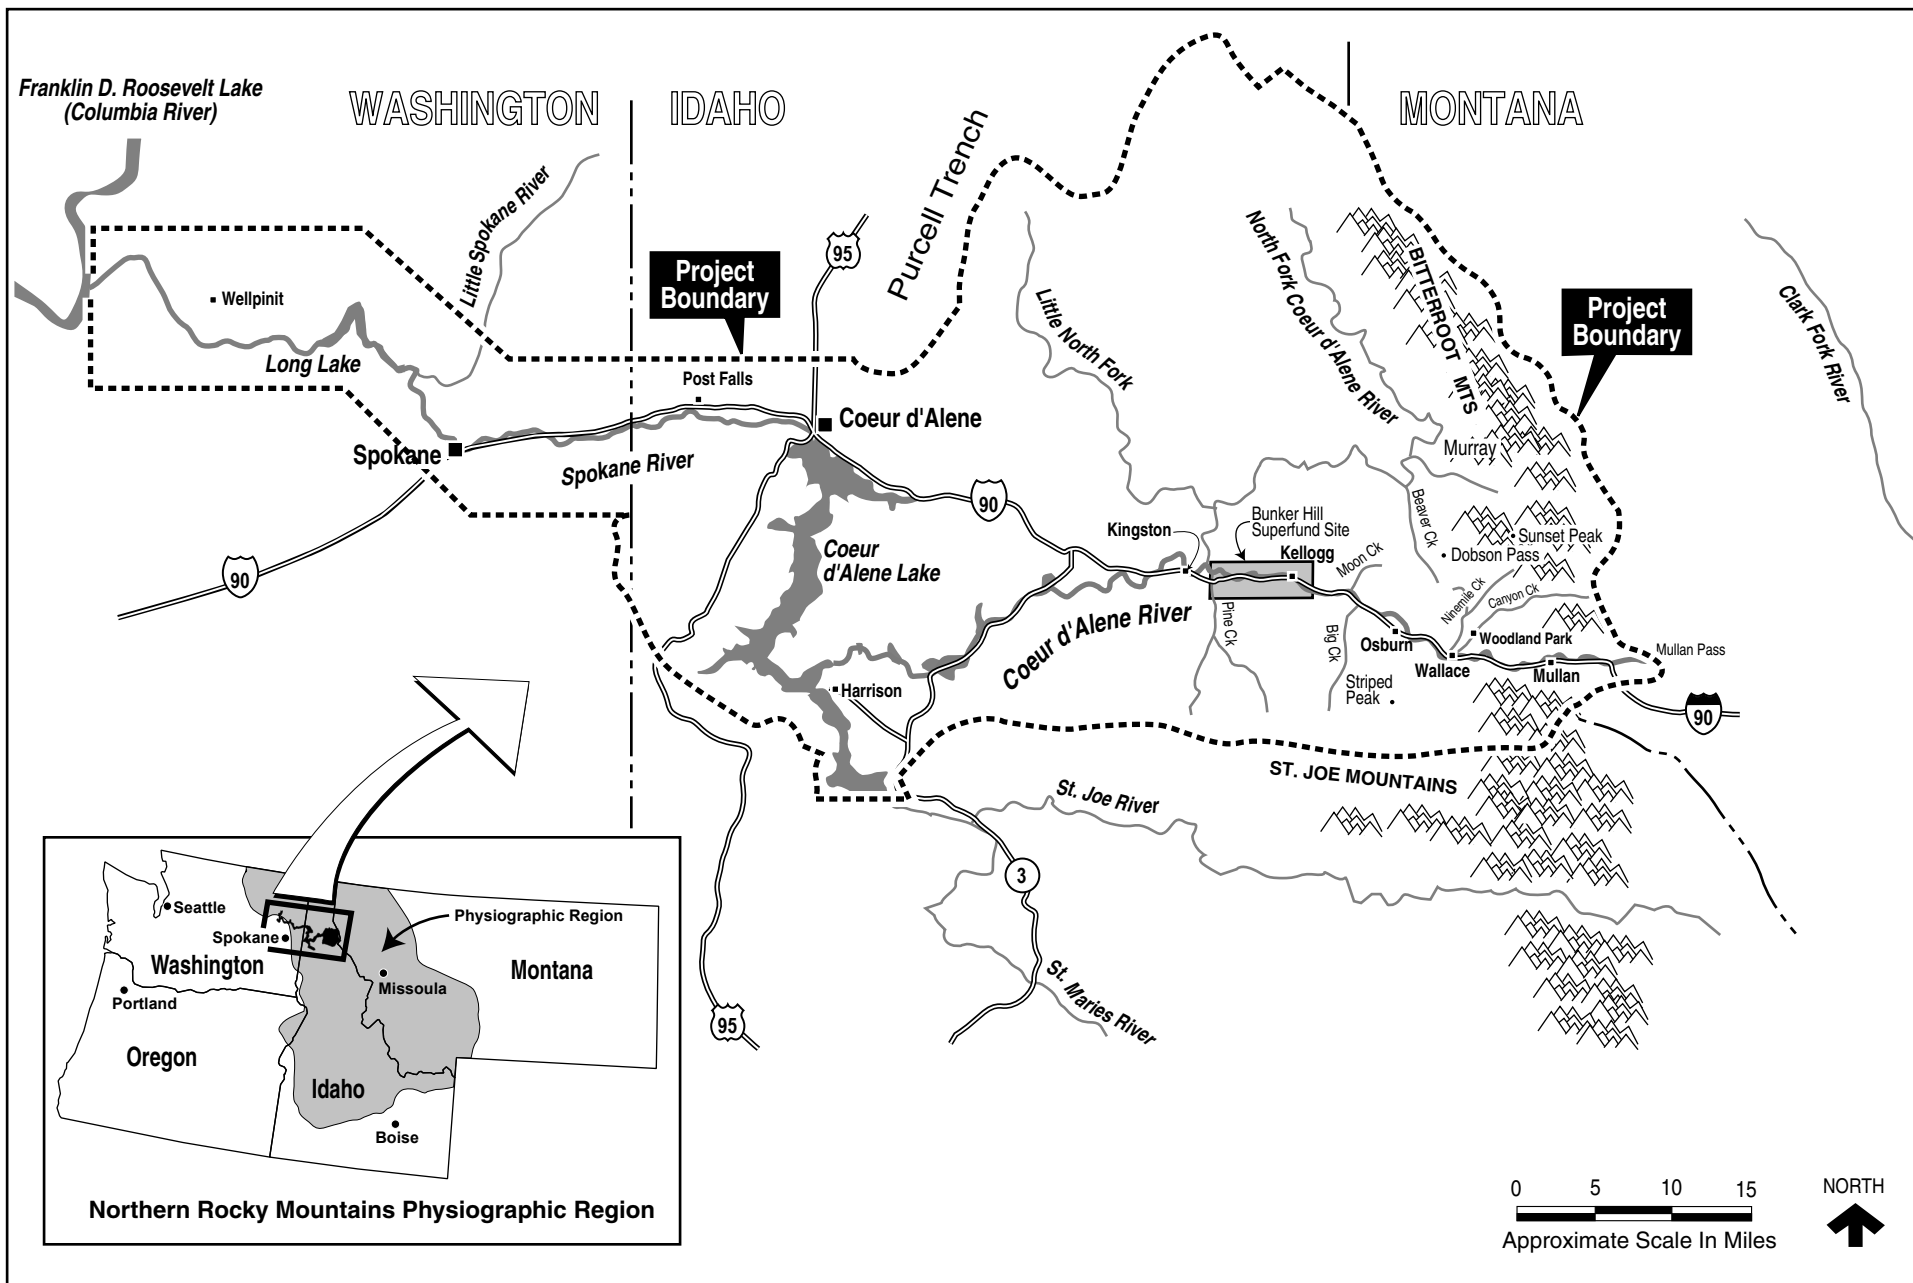 Franklin D. Roosevelt Lake
(Columbia River)
WASHINGTON
IDAHO
MONTANA
Purcell Trench
Little Spokane River
95
Project
Boundary
North Fork Coeur d'Alene River
BITTERROOT MTS
Project
Boundary
Clark Fork River
Wellpinit
Long Lake
Little North Fork
Post Falls
Coeur d'Alene
Spokane
Spokane River
Murray
90
Beaver Ck
Bunker Hill
Superfund Site
Kingston
Kellogg
Sunset Peak
Dobson Pass
Moon Ck
Coeur
d'Alene Lake
90
Ninemile Ck
Canyon Ck
Coeur d'Alene River
Pine Ck
Big Ck
Osburn
Woodland Park
Wallace
Mullan
Mullan Pass
Harrison
Striped
Peak
90
ST. JOE MOUNTAINS
St. Joe River
3
St. Maries River
95
Seattle
Spokane
Washington
Portland
Oregon
Physiographic Region
Montana
Missoula
Idaho
Boise
Northern Rocky Mountains Physiographic Region
0 5 10 15
Approximate Scale In Miles
NORTH